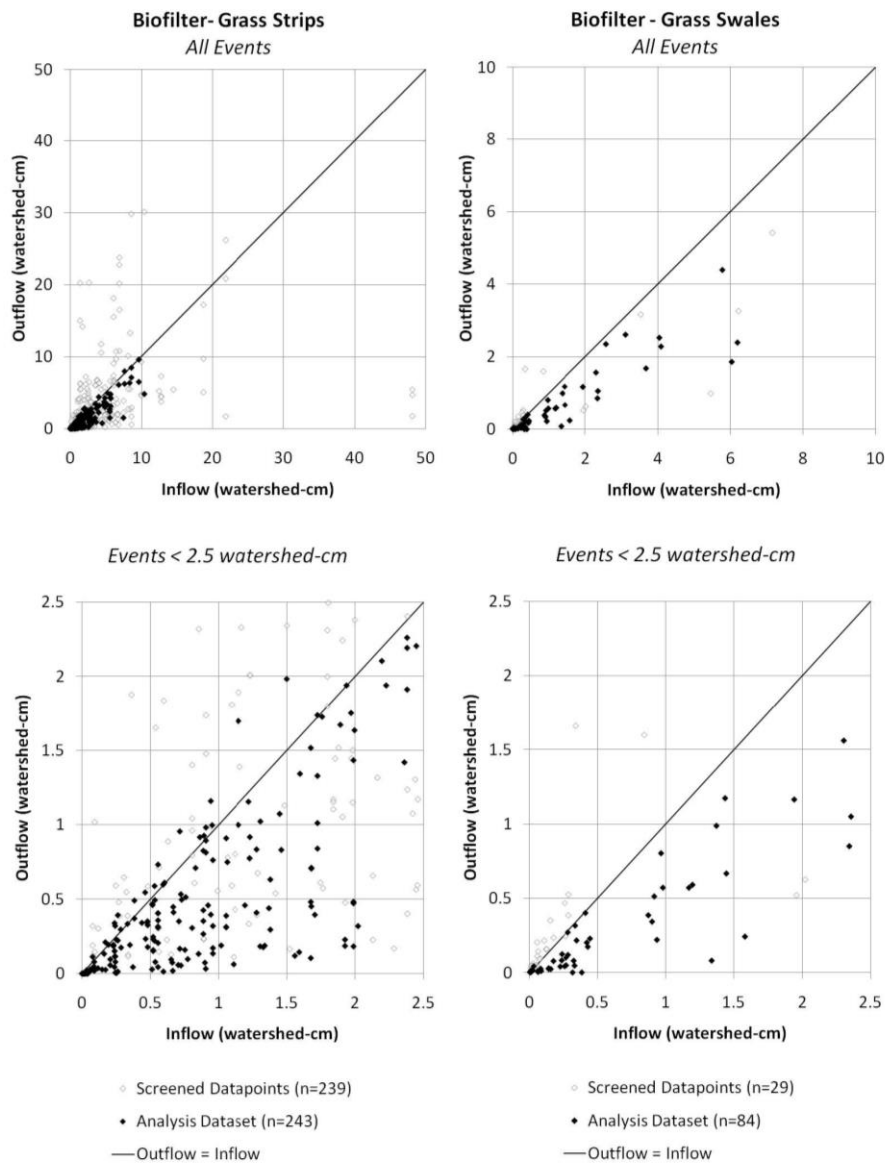 Biofilter- Grass Strips
All Events
50
40
30
20
10
0
0
10
20
30
40
50
Outflow (watershed-cm)
Inflow (watershed-cm)
Biofilter - Grass Swales
All Events
10
8
6
4
2
0
0
2
4
6
8
10
Outflow (watershed-cm)
Inflow (watershed-cm)
Events < 2.5 watershed-cm
2.5
2
1.5
1
0.5
0
0
0.5
1
1.5
2
2.5
Outflow (watershed-cm)
Inflow (watershed-cm)
Screened Datapoints (n=239)
Analysis Dataset (n=243)
Outflow = Inflow
Events < 2.5 watershed-cm
2.5
2
1.5
1
0.5
0
0
0.5
1
1.5
2
2.5
Outflow (watershed-cm)
Inflow (watershed-cm)
Screened Datapoints (n=29)
Analysis Dataset (n=84)
Outflow = Inflow